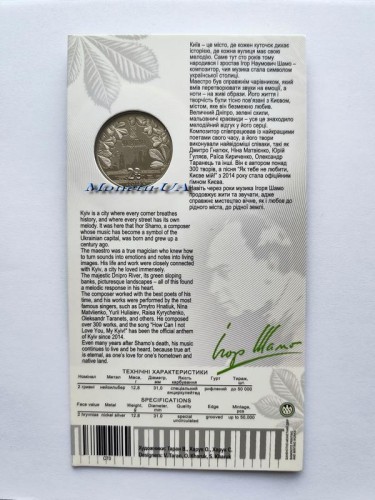 Київ – це місто, де кожен куточок дихає
історією, де кожна вулиця має свою
мелодію. Саме тут сто років тому
народився і зростав Ігор Наумович Шамо –
композитор, чия музика стала символом
української столиці.
Маестро був справжнім чарівником, який
вмів перетворювати звуки на емоції, а
ноти – на живі образи. Його життя і
творчість були тісно пов'язані з Києвом,
містом, яке він безмежно любив.
Величний Дніпро, зелені схили,
мальовничі краєвиди – усе це знаходило
мелодійний відгук у його серці.
Композитор співпрацював із найкращими
поетами свого часу, а його твори
виконували найвідоміші співаки, такі як
Дмитро Гнатюк, Ніна Матвієнко, Юрій
Гуляєв, Раїса Кириченко, Олександр
Таранець та інші. Він є автором понад
300 творів, а пісня "Як тебе не любити,
Києве мій" з 2014 року стала офіційним
гімном Києва.
Навіть через роки музика Ігоря Шамо
продовжує жити та звучати, адже
справжнє мистецтво вічне, як і любов до
рідного міста, до рідної землі.
Moneta.UA
Kyiv is a city where every corner breathes
history, and where every street has its own
melody. It was here that Ihor Shamo, a composer
whose music has become a symbol of the
Ukrainian capital, was born and grew up a
century ago.
The maestro was a true magician who knew how
to turn sounds into emotions and notes into living
images. His life and work were closely connected
with Kyiv, a city he loved immensely.
The majestic Dnipro River, its green sloping
banks, picturesque landscapes – all of this found
a melodic response in his heart.
The composer worked with the best poets of his
time, and his works were performed by the most
famous singers, such as Dmytro Hnatiuk, Nina
Matviienko, Yurii Huliaiev, Raisa Kyrychenko,
Oleksandr Taranets, and others. He composed
over 300 works, and the song "How Can I not
Love You, My Kyiv" has been the official anthem
of Kyiv since 2014.
Even many years after Shamo's death, his music
continues to live and be heard, because true art
is eternal, as one's love for one's hometown and
native land.
Ігор Шамо
ТЕХНІЧНІ ХАРАКТЕРИСТИКИ
SPECIFICATIONS